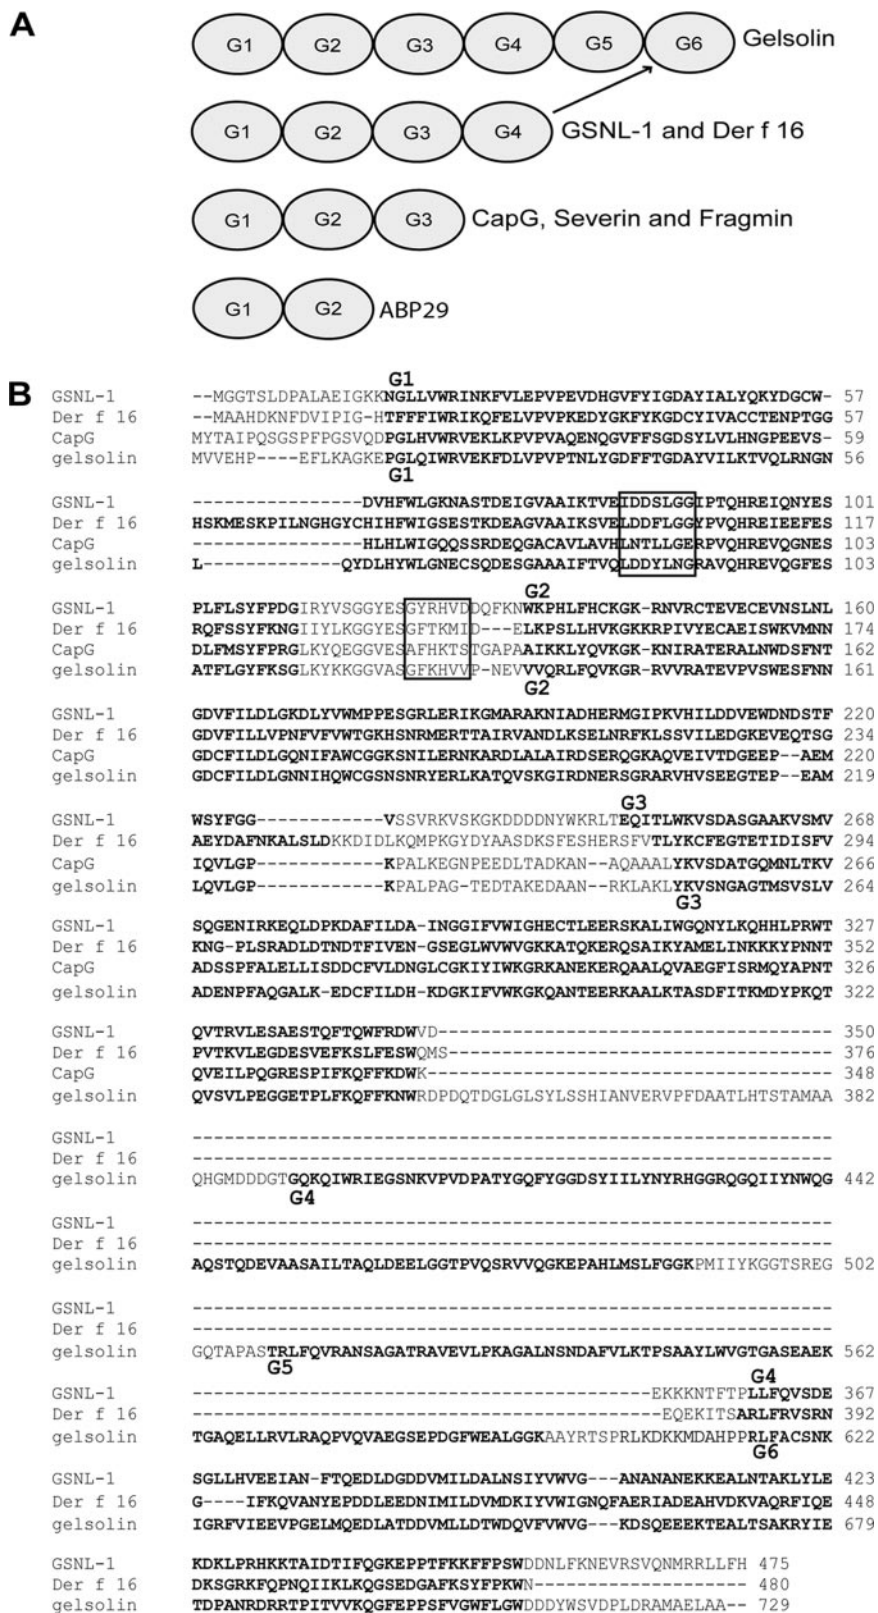 A
G1 G2 G3 G4 G5 G6 Gelsolin
G1 G2 G3 G4 GSNL-1 and Der f 16
G1 G2 G3 CapG, Severin and Fragmin
G1 G2 ABP29
B
G1
GSNL-1 --MGGTSLDPALAEIGKKNGLLVWRINKFVLEPVPEVDHGVFYIGDAYIALYQKYDGCW- 57
Der f 16 --MAAHDKNFDVIPIG-HTFFFIWRIKQFELVPVPKEDYGKFYKGDCYIVACCTENPTGG 57
CapG MYTAIPQSGSPFPGSVQDPGLHVWRVEKLKPVPVAQENQGVFFSGDSYLVLHNGPEEVS- 59
gelsolin MVVEHP----EFLKAGKEPGLQIWRVEKFDLVPVPTNLYGDFFTGDAYVILKTVQLRNGN 56
G1
GSNL-1 ----------------DVHFWLGKNASTDEIGVAAIKTVEIDDSLGGIPTQHREIQNYES 101
Der f 16 HSKMESKPILNGHGYCHIHFWIGSESTKDEAGVAAIKSVELDDFLGGYPVQHREIEEFES 117
CapG ----------------HLHLWIGQQSSRDEQGACAVLAVHLNTLLGERPVQHREVQGNES 103
gelsolin L-------------QYDLHYWLGNECSQDESGAAAIFTVQLDDYLNGRAVQHREVQGFES 103
G2
GSNL-1 PLFLSYFPDGIRYVSGGYESGYRHVDDQFKNWKPHLFHCKGK-RNVRCTEVECEVNSLNL 160
Der f 16 RQFSSYFKNGIIYLKGGYESGFTKMID---ELKPSLLHVKGKKRPIVYECAEISWKVMNN 174
CapG DLFMSYFPRGLKYQEGGVESAFHKTSTGAPAAIKKLYQVKGK-KNIRATERALNWDSFNT 162
gelsolin ATFLGYFKSGLKYKKGGVASGFKHVVP-NEVVVQRLFQVKGR-RVVRATEVPVSWESFNN 161
G2
GSNL-1 GDVFILDLGKDLYVWMPPESGRLERIKGMARAKNIADHERMGIPKVHILDDVEWDNDSTF 220
Der f 16 GDVFILLVPNFVFVWTGKHSNRMERTTAIRVANDLKSELNRFKLSSVILEDGKEVEQTSG 234
CapG GDCFILDLGQNIFAWCGGKSNILERNKARDLALAIRDSERQGKAQVEIVTDGEEP--AEM 220
gelsolin GDCFILDLGNNIHQWCGSNSNRYERLKATQVSKGIRDNERSGRARVHVSEEGTEP--EAM 219
G3
GSNL-1 WSYFGG------------VSSVRKVSKGKDDDDNYWKRLTEQITLWKVSDASGAAKVSMV 268
Der f 16 AEYDAFNKALSLDKKDIDLKQMPKGYDYAASDKSFESHERSFVTLYKCFEGTETIDISFV 294
CapG IQVLGP------------KPALKEGNPEEDLTADKAN--AQAAALYKVSDATGQMNLTKV 266
gelsolin LQVLGP------------KPALPAG-TEDTAKEDAAN--RKLAKLYKVSNGAGTMSVSLV 264
G3
GSNL-1 SQGENIRKEQLDPKDAFILDA-INGGIFVWIGHECTLEERSKALIWGQNYLKQHHLPRWT 327
Der f 16 KNG-PLSRADLDTNDTFIVEN-GSEGLWVWVGKKATQKERQSAIKYAMELINKKKYPNNT 352
CapG ADSSPFALELLISDDCFVLDNGLCGKIYIWKGRKANEKERQAALQVAEGFISRMQYAPNT 326
gelsolin ADENPFAQGALK-EDCFILDH-KDGKIFVWKGKQANTEERKAALKTASDFITKMDYPKQT 322
GSNL-1 QVTRVLESAESTQFTQWFRDWVD------------------------------------- 350
Der f 16 PVTKVLEGDESVEFKSLFESWQMS------------------------------------ 376
CapG QVEILPQGRESPIFKQFFKDWK-------------------------------------- 348
gelsolin QVSVLPEGGETPLFKQFFKNWRDPDQTDGLGLSYLSSHIANVERVPFDAATLHTSTAMAA 382
GSNL-1 ------------------------------------------------------------
Der f 16 ------------------------------------------------------------
gelsolin QHGMDDDGTGQKQIWRIEGSNKVPVDPATYGQFYGGDSYIILYNYRHGGRQGQIIYNWQG 442
G4
GSNL-1 ------------------------------------------------------------
Der f 16 ------------------------------------------------------------
gelsolin AQSTQDEVAASAILTAQLDEELGGTPVQSRVVQGKEPAHLMSLFGGKPMIIYKGGTSREG 502
GSNL-1 ------------------------------------------------------------
Der f 16 ------------------------------------------------------------
gelsolin GQTAPASTRLFQVRANSAGATRAVEVLPKAGALNSNDAFVLKTPSAAYLWVGTGASEAEK 562
G5
G4
GSNL-1 -------------------------------------------EKKKNTFTPLLFQVSDE 367
Der f 16 --------------------------------------------EQEKITSARLFRVSRN 392
gelsolin TGAQELLRVLRAQPVQVAEGSEPDGFWEALGGKAAYRTSPRLKDKKMDAHPPRLFACSNK 622
G6
GSNL-1 SGLLHVEEIAN-FTQEDLDGDDVMILDALNSIYVWVG---ANANANEKKEALNTAKLYLE 423
Der f 16 G----IFKQVANYEPDDLEEDNIMILDVMDKIYVWIGNQFAERIADEAHVDKVAQRFIQE 448
gelsolin IGRFVIEEVPGELMQEDLATDDVMLLDTWDQVFVWVG---KDSQEEEKTEALTSAKRYIE 679
GSNL-1 KDKLPRHKKTAIDTIFQGKEPPTFKKFFPSWDDNLFKNEVRSVQNMRRLLFH 475
Der f 16 DKSGRKFQPNQIIKLKQGSEDGAFKSYFPKWN-------------------- 480
gelsolin TDPANRDRRTPITVVKQGFEPPSFVGWFLGWDDDYWSVDPLDRAMAELAA-- 729